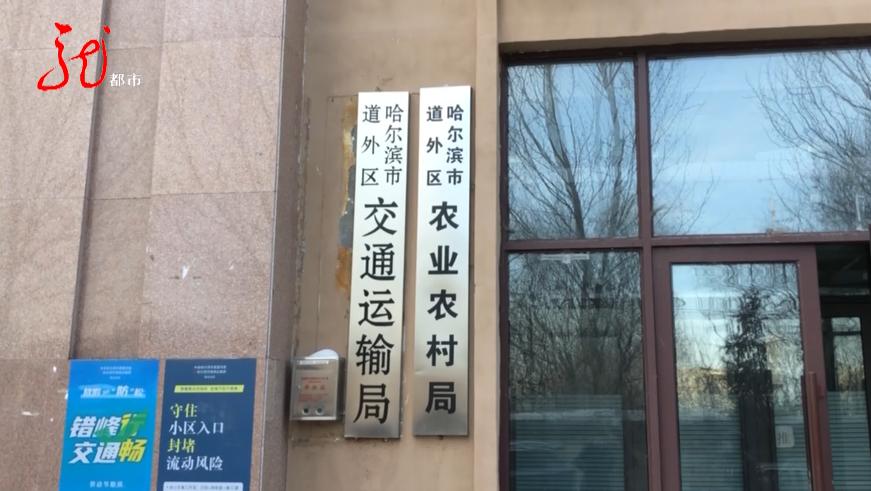 龙
都市
哈尔滨市
道外区
交通运输局
哈尔滨市
道外区
农业农村局
错峰行
交通畅
守住
小区入口
封堵
流动风险